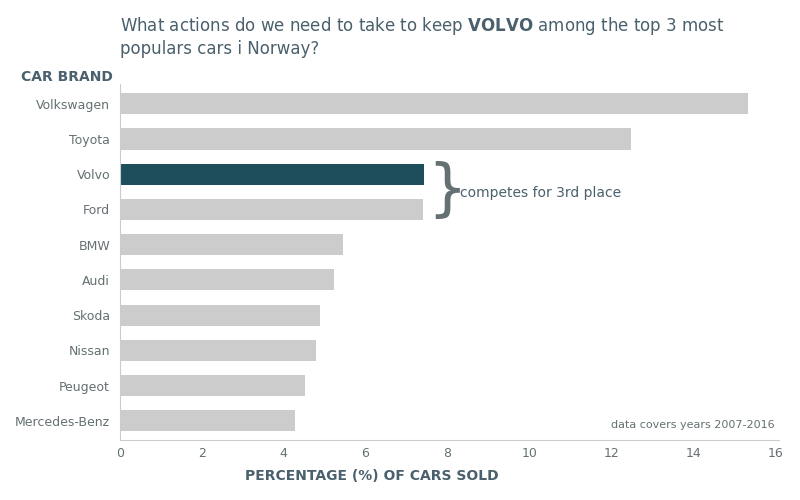 What actions do we need to take to keep VOLVO among the top 3 most
populars cars i Norway?
CAR BRAND
Volkswagen
Toyota
Volvo
Ford
BMW
Audi
Skoda
Nissan
Peugeot
Mercedes-Benz
} competes for 3rd place
data covers years 2007-2016
0 2 4 6 8 10 12 14 16
PERCENTAGE (%) OF CARS SOLD